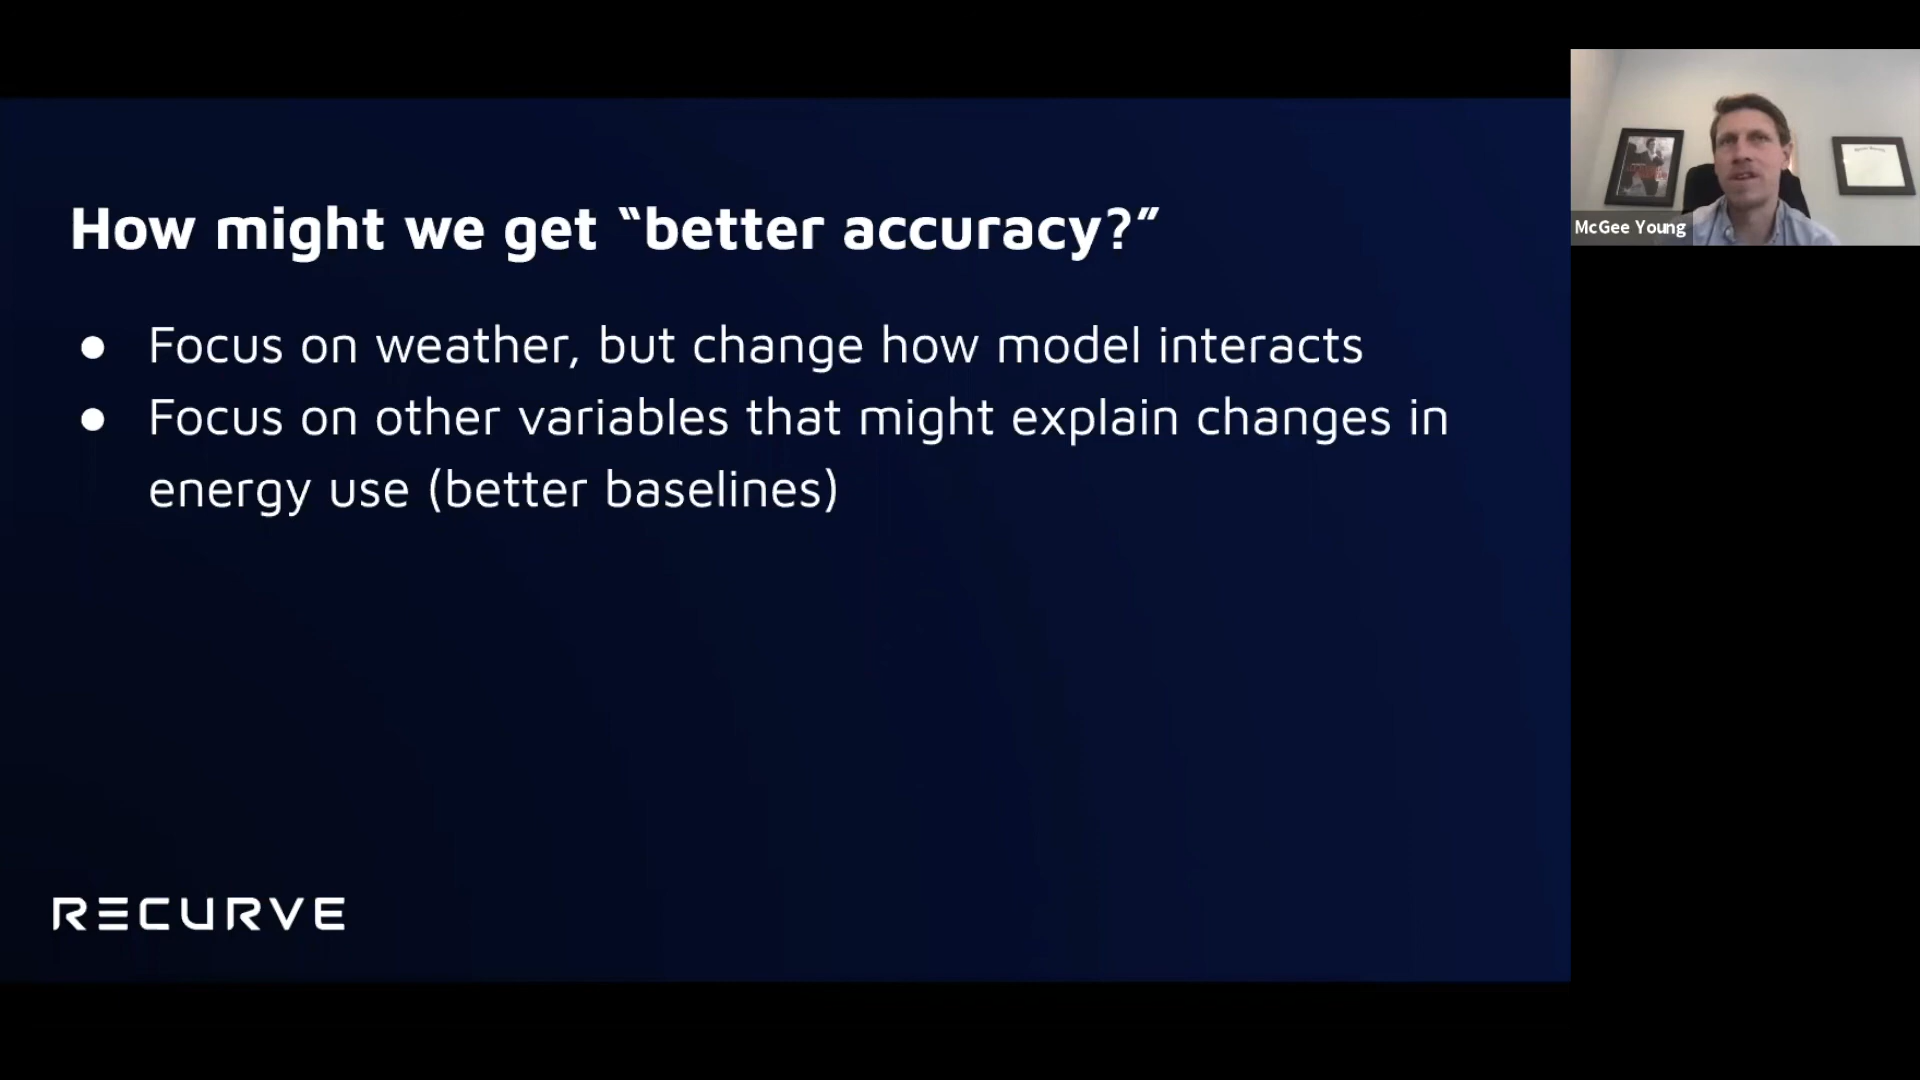 How might we get “better accuracy?”
● Focus on weather, but change how model interacts
● Focus on other variables that might explain changes in
energy use (better baselines)
RECURVE
McGee Young